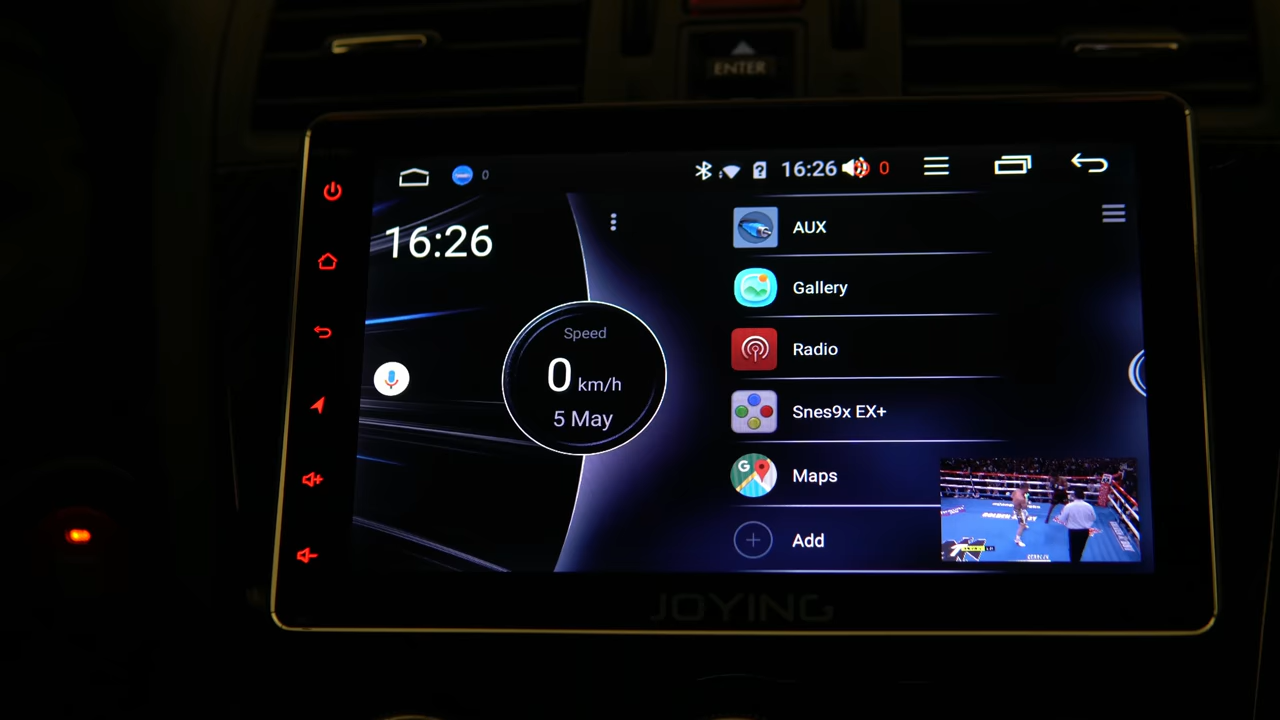 ENTER
0
16:26
0
16:26
Speed
0 km/h
5 May
AUX
Gallery
Radio
Snes9x EX+
G
Maps
Add
JOYING